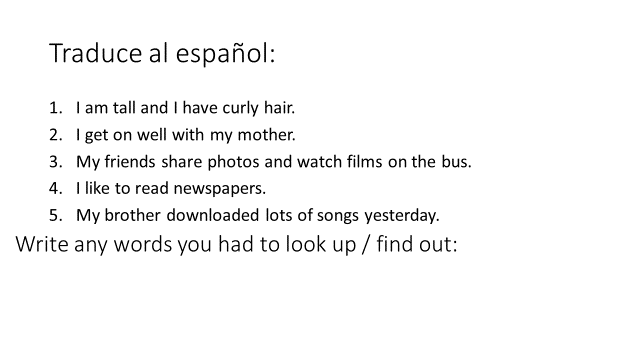 Traduce al español:
1. I am tall and I have curly hair.
2. I get on well with my mother.
3. My friends share photos and watch films on the bus.
4. I like to read newspapers.
5. My brother downloaded lots of songs yesterday.
Write any words you had to look up / find out: